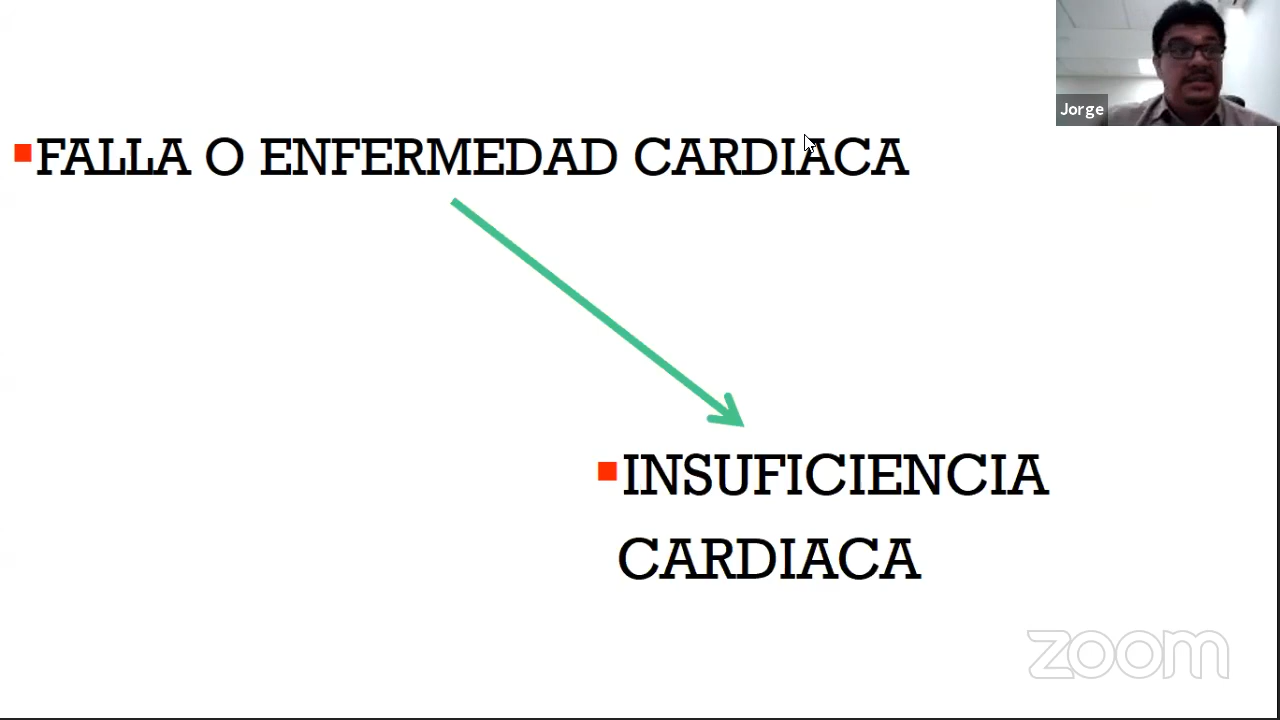 Jorge
FALLA O ENFERMEDAD CARDIACA
INSUFICIENCIA
CARDIACA
zoom